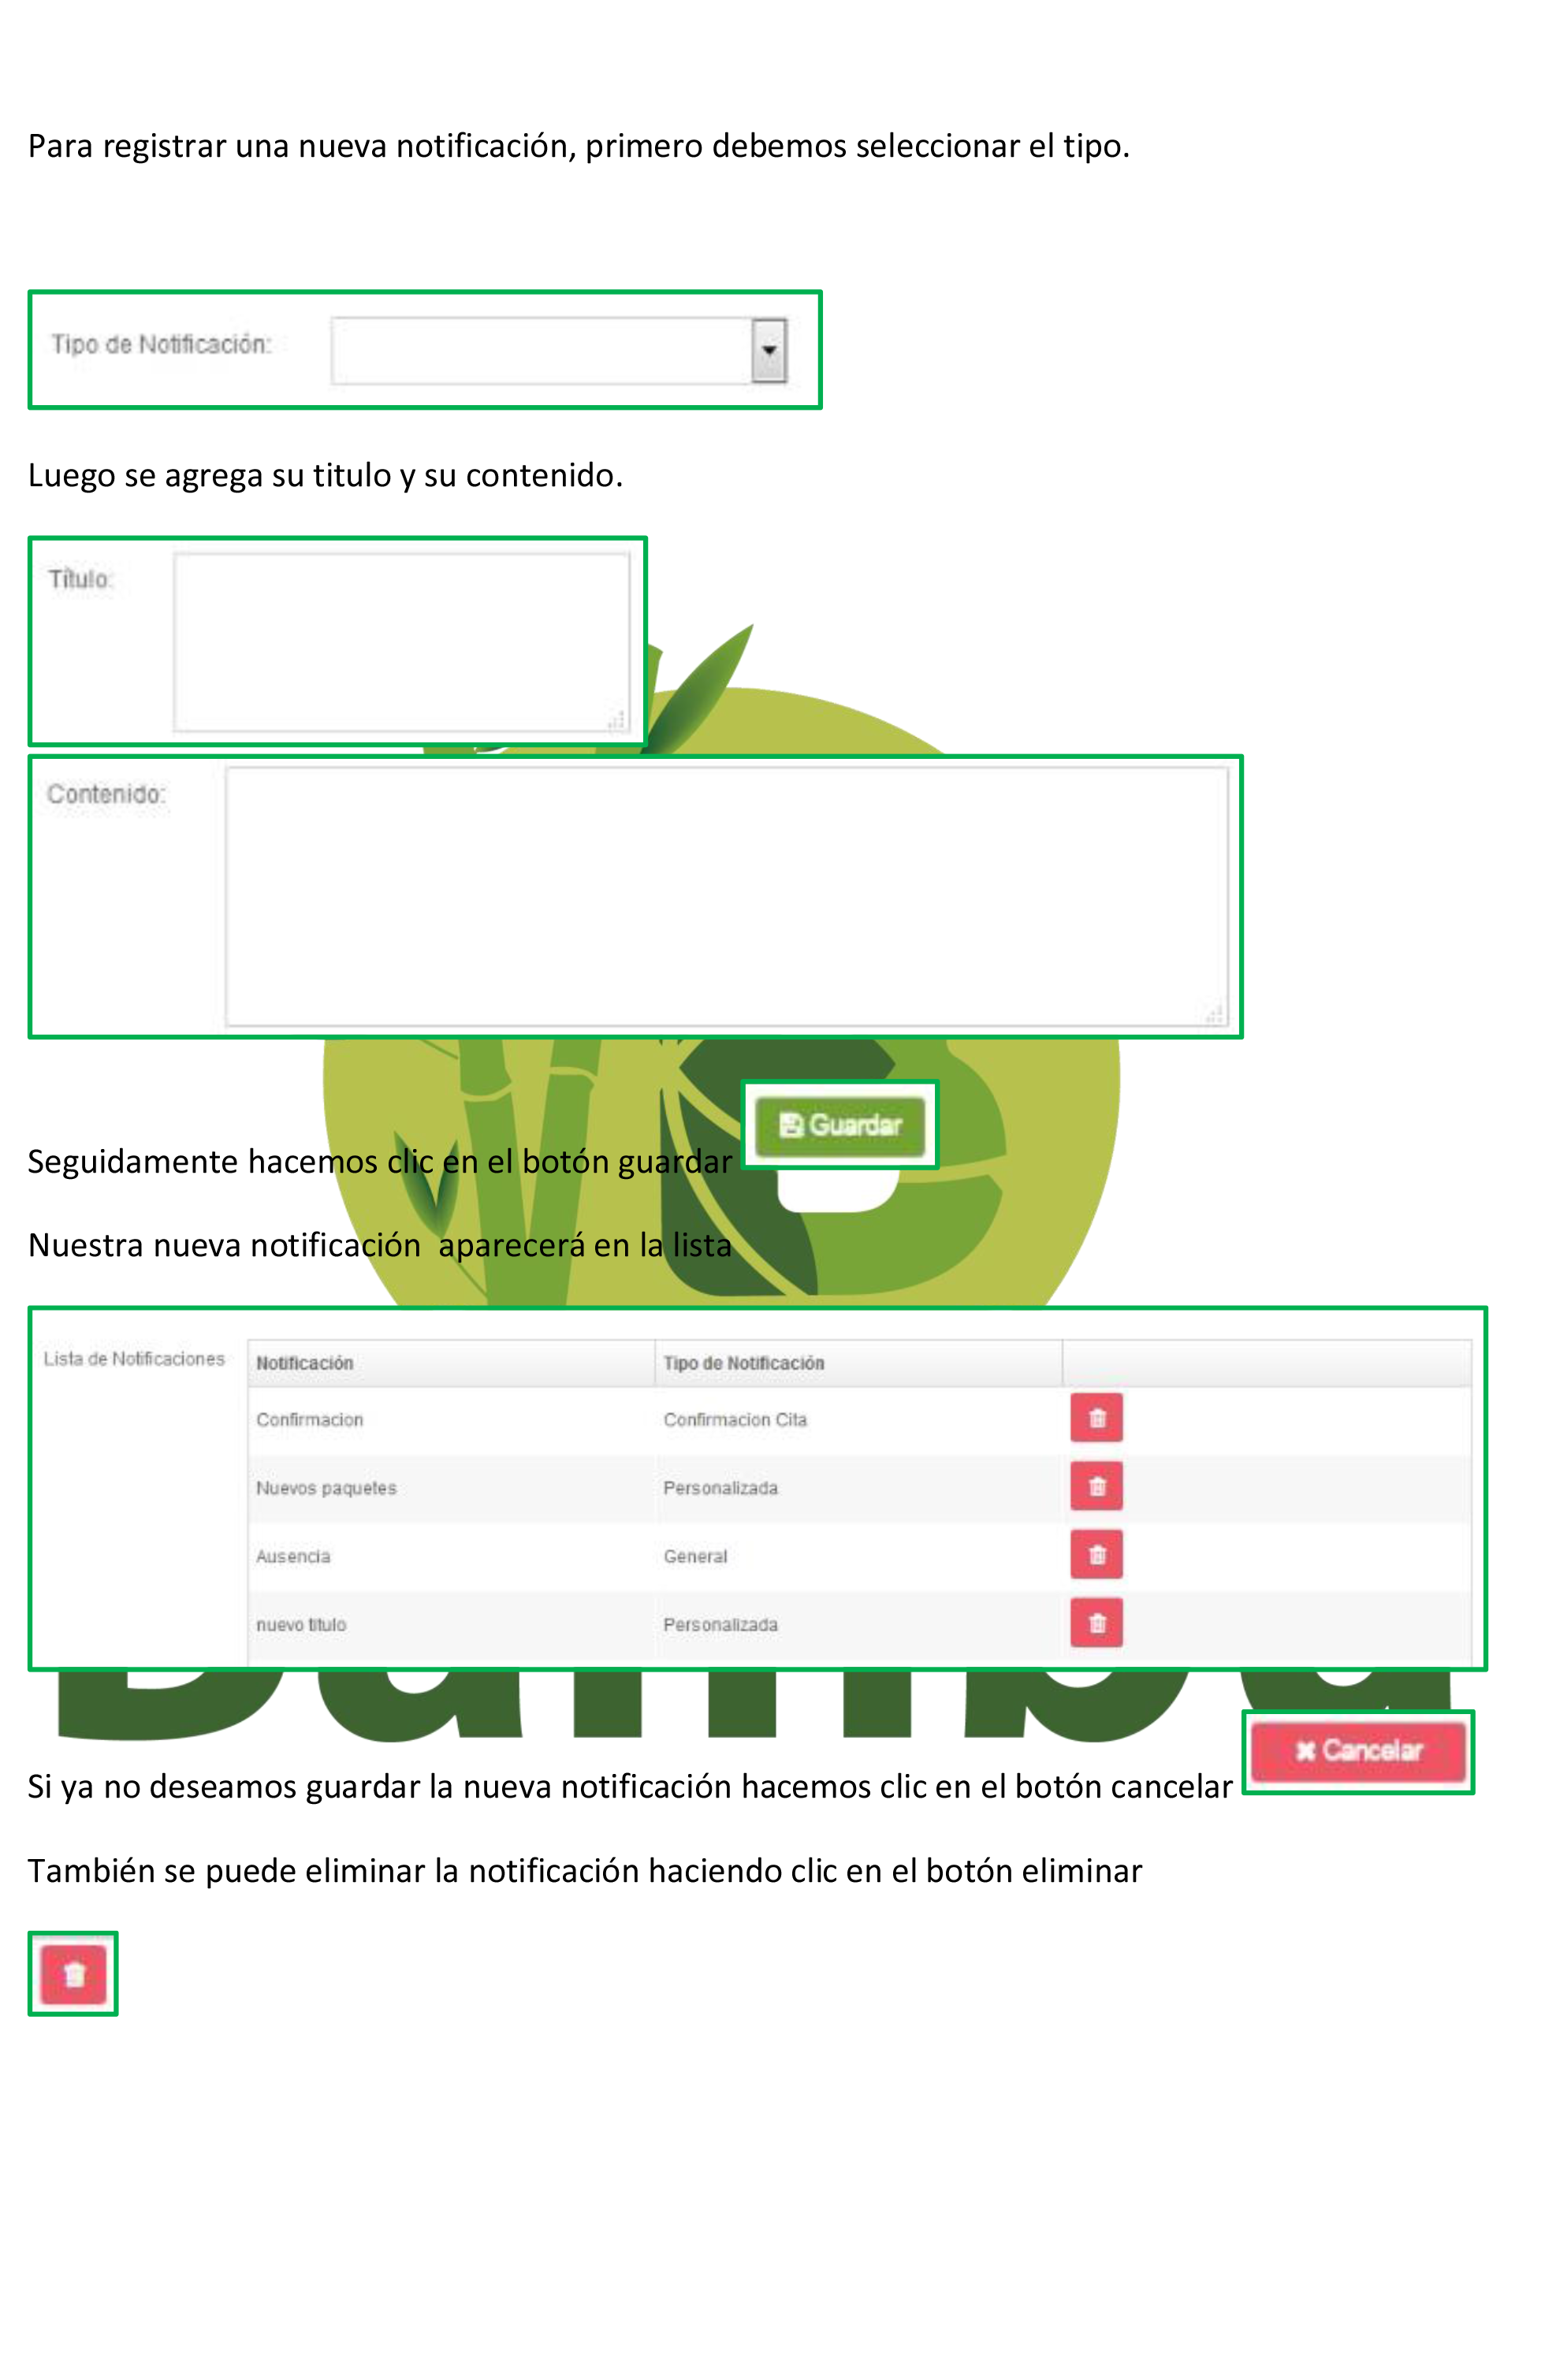 Para registrar una nueva notificación, primero debemos seleccionar el tipo.
Tipo de Notificación:
Luego se agrega su titulo y su contenido.
Título:
Contenido:
Guardar
Seguidamente hacemos clic en el botón guardar
Nuestra nueva notificación aparecerá en la lista
Lista de Notificaciones Notificación Tipo de Notificación
Confirmacion Confirmacion Cita
Nuevos paquetes Personalizada
Ausencia General
nuevo titulo Personalizada
Cancelar
Si ya no deseamos guardar la nueva notificación hacemos clic en el botón cancelar
También se puede eliminar la notificación haciendo clic en el botón eliminar